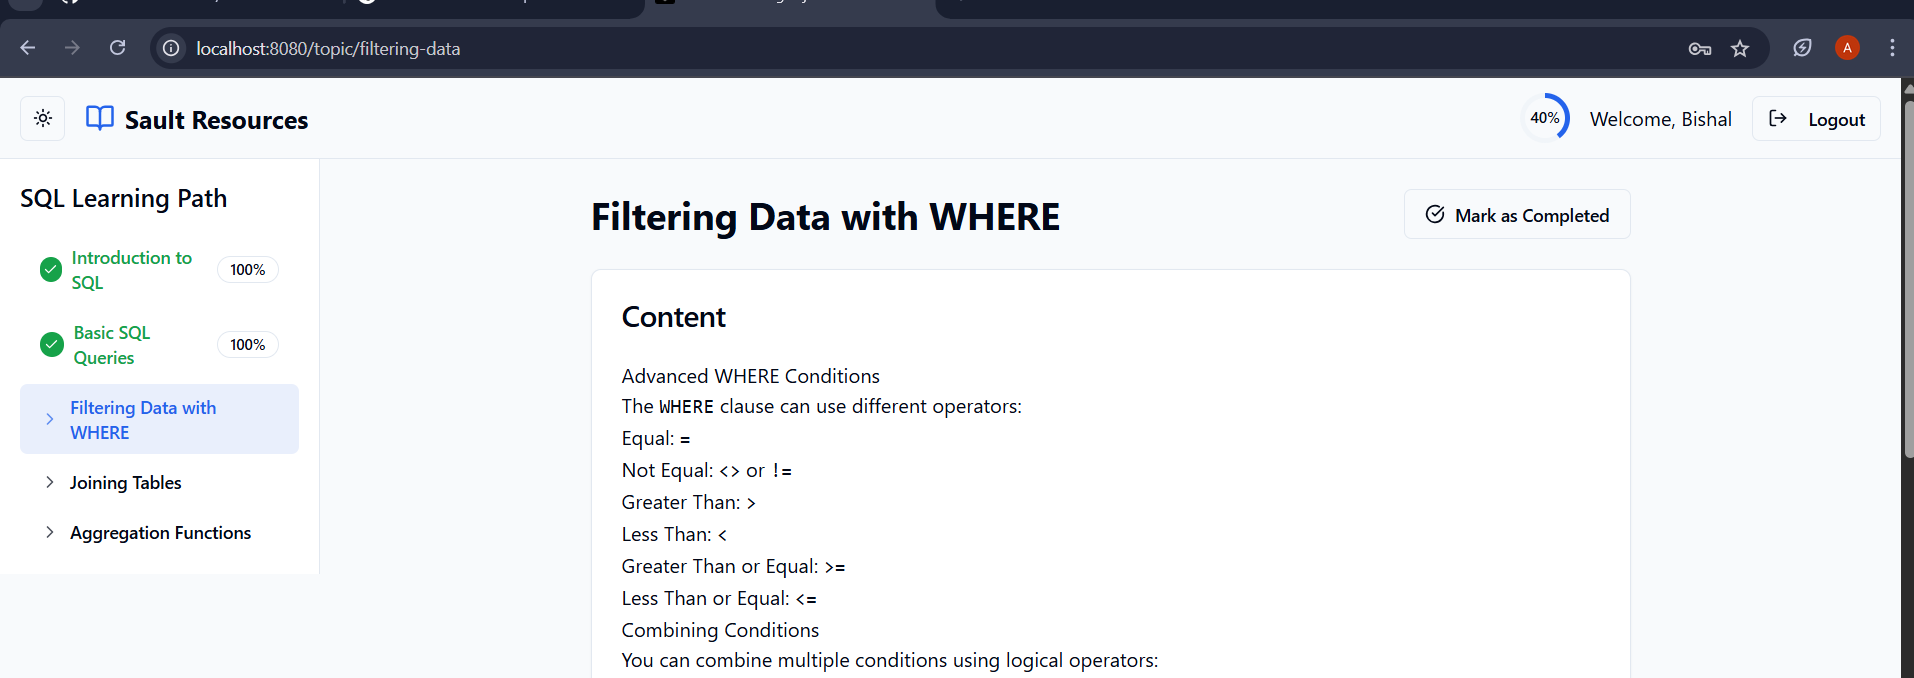 localhost:8080/topic/filtering-data
A
Sault Resources
40%
Welcome, Bishal
Logout
SQL Learning Path
Introduction to
SQL
100%
Basic SQL
Queries
100%
Filtering Data with
WHERE
Joining Tables
Aggregation Functions
Filtering Data with WHERE
Mark as Completed
Content
Advanced WHERE Conditions
The WHERE clause can use different operators:
Equal: =
Not Equal: <> or !=
Greater Than: >
Less Than: <
Greater Than or Equal: >=
Less Than or Equal: <=
Combining Conditions
You can combine multiple conditions using logical operators: